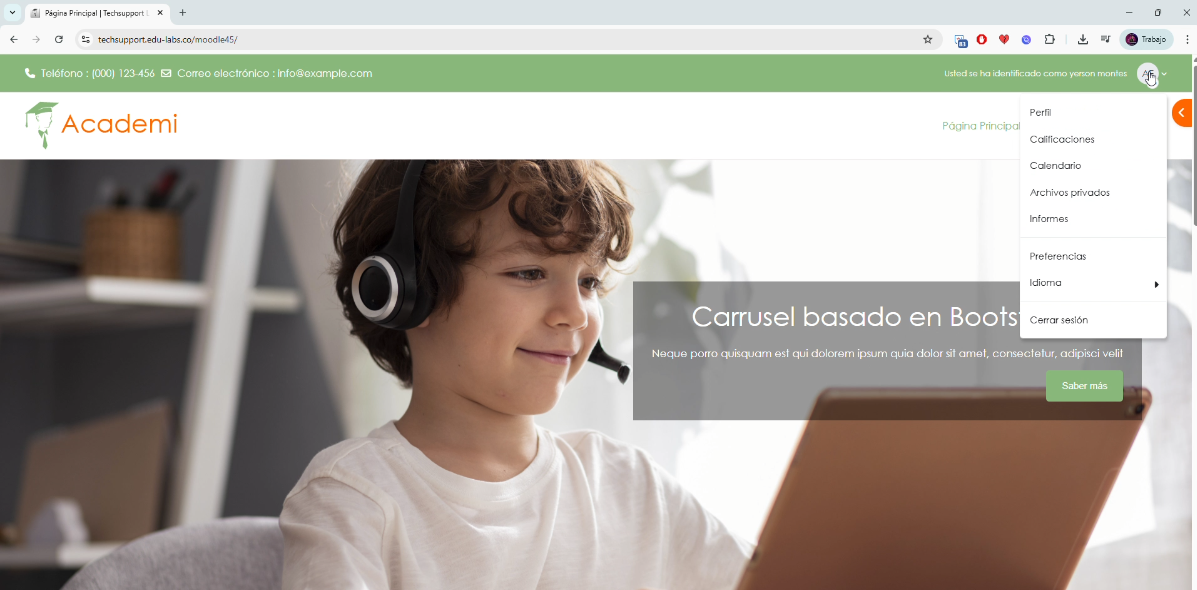 Página Principal | Techsupport
techsupport.edu-labs.co/moodle45/
83
Trabajo
Teléfono : (000) 123-456 Correo electrónico : info@example.com
Usted se ha identificado como yerson montes
Academi
Página Principal
Perfil
Calificaciones
Calendario
Archivos privados
Informes
Preferencias
Idioma
Cerrar sesión
Carrusel basado en
Neque porro quisquam est qui dolorem ipsum quia dolor sit amet, consectetur, adipisci velit
Saber más